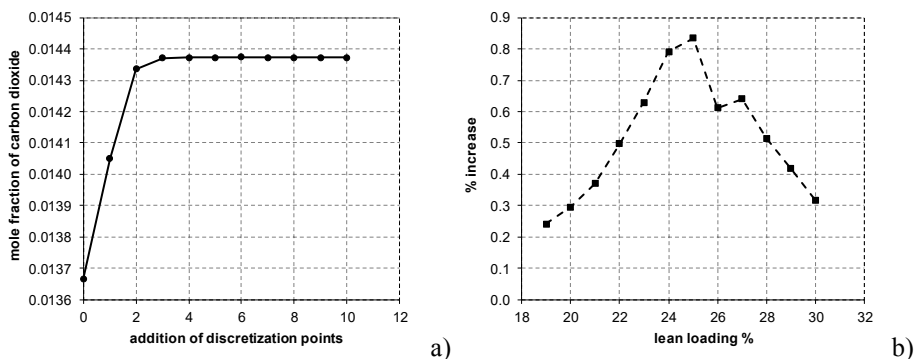 mole fraction of carbon dioxide
0.0145
0.0144
0.0143
0.0142
0.0141
0.0140
0.0139
0.0138
0.0137
0.0136
0 2 4 6 8 10 12
addition of discretization points
a)
% increase
0.9
0.8
0.7
0.6
0.5
0.4
0.3
0.2
0.1
0.0
18 20 22 24 26 28 30 32
lean loading %
b)